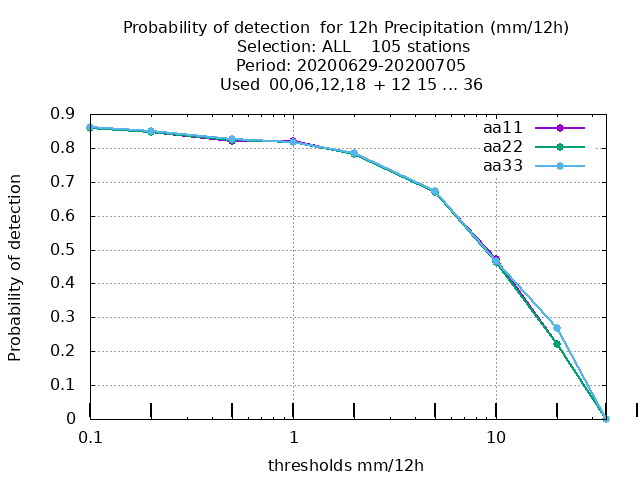 Probability of detection  for 12h Precipitation (mm/12h)
Selection: ALL    105 stations
Period: 20200629-20200705
Used  00,06,12,18  + 12 15 ... 36
aa11
aa22
aa33
0.9
0.8
0.7
0.6
0.5
0.4
0.3
0.2
0.1
0
Probability of detection
0.1
1
10
thresholds mm/12h